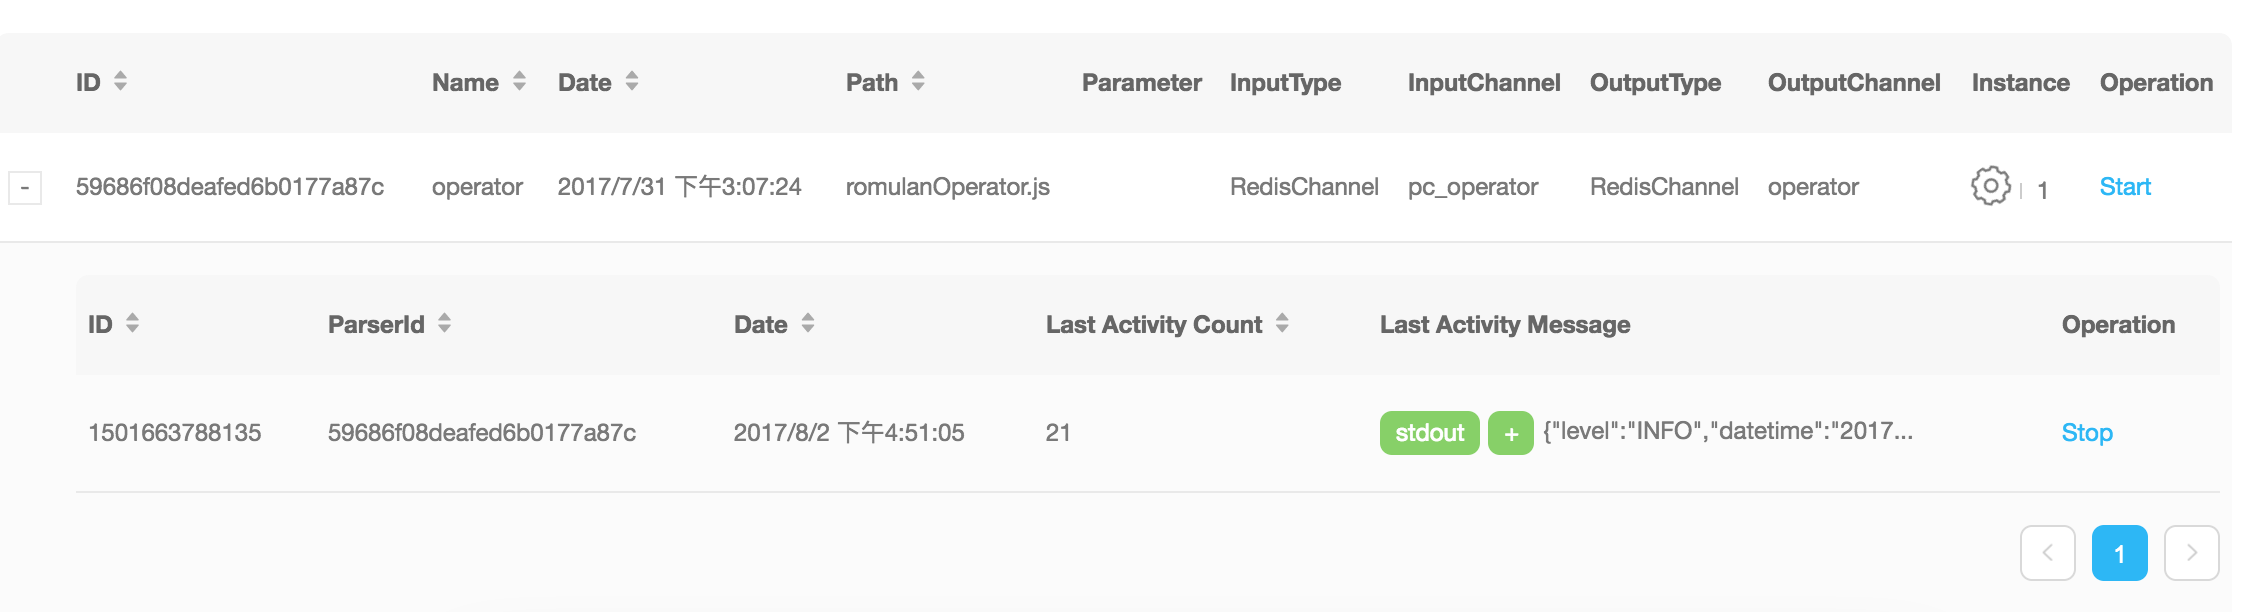 ID Name Date Path Parameter InputType InputChannel OutputType OutputChannel Instance Operation
- 59686f08deafed6b0177a87c operator 2017/7/31 下午3:07:24 romulanOperator.js RedisChannel pc_operator RedisChannel operator 1 Start
ID ParserId Date Last Activity Count Last Activity Message Operation
1501663788135 59686f08deafed6b0177a87c 2017/8/2 下午4:51:05 21 stdout + {"level":"INFO","datetime":"2017... Stop
< 1 >